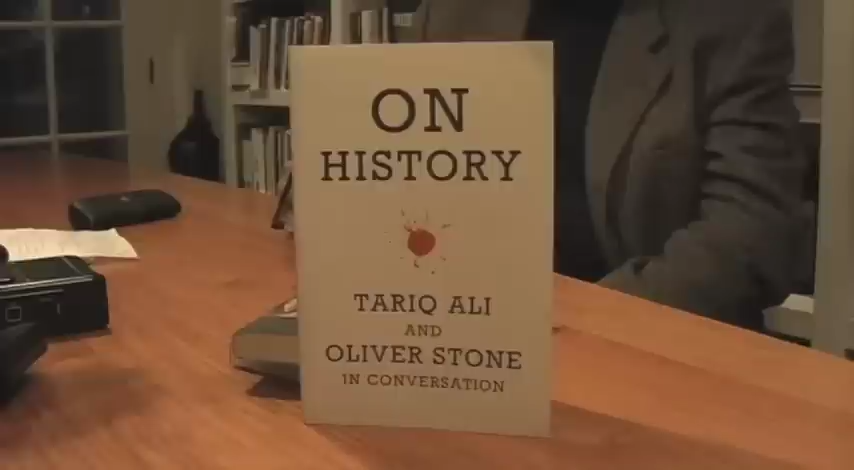 ON
HISTORY
TARIQ ALI
AND
OLIVER STONE
IN CONVERSATION